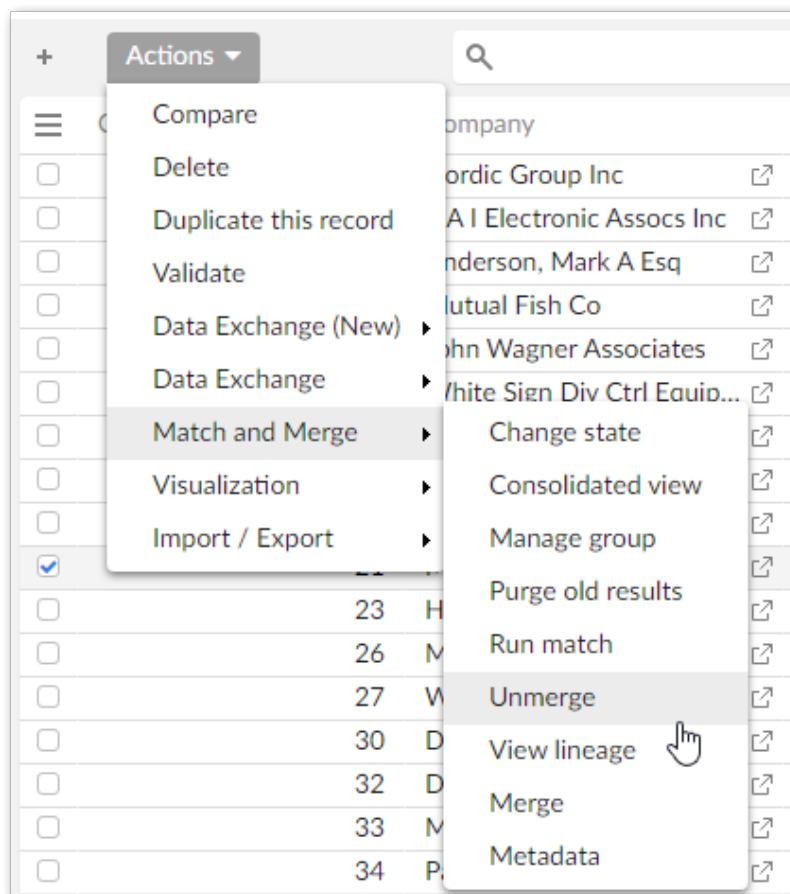 + Actions
Compare
Delete
Duplicate this record
Validate
Data Exchange (New)
Data Exchange
Match and Merge
Visualization
Import / Export
ompany
ordic Group Inc
A I Electronic Assocs Inc
nderson, Mark A Esq
utual Fish Co
ohn Wagner Associates
hite Sign Div Ctrl Equip...
Change state
Consolidated view
Manage group
Purge old results
Run match
Unmerge
View lineage
Merge
Metadata
21
23 H
26 M
27 W
30 D
32 D
33 M
34 Pa